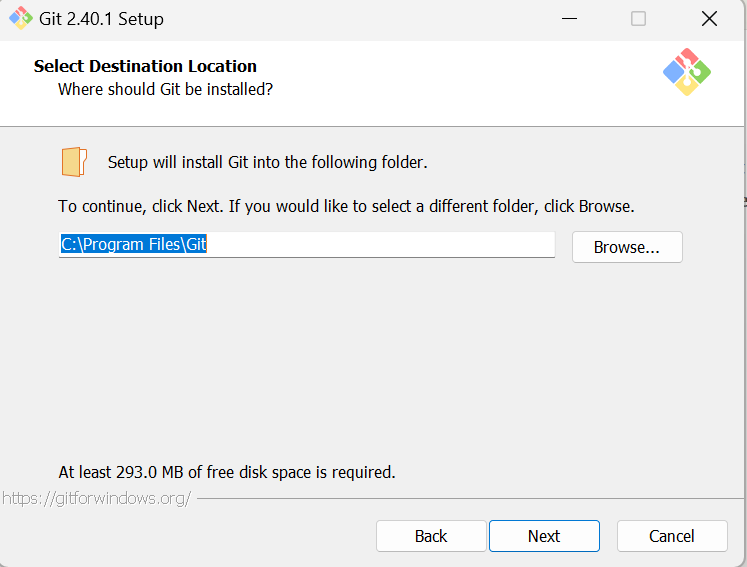 Git 2.40.1 Setup
Select Destination Location
Where should Git be installed?
Setup will install Git into the following folder.
To continue, click Next. If you would like to select a different folder, click Browse.
C:\Program Files\Git
Browse...
At least 293.0 MB of free disk space is required.
https://gitforwindows.org/
Back
Next
Cancel